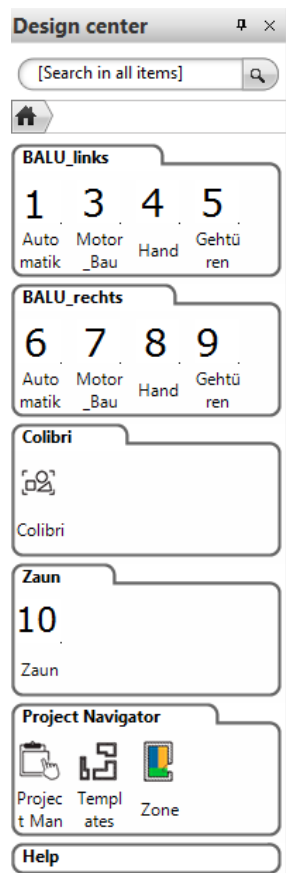 Design center
[Search in all items]
BALU_links
1. 3. 4. 5.
Auto Motor Hand Gehtü
matik _Bau ren
BALU_rechts
6. 7. 8. 9.
Auto Motor Hand Gehtü
matik _Bau ren
Colibri
Colibri
Zaun
10.
Zaun
Project Navigator
Projec Templ Zone
t Man ates
Help